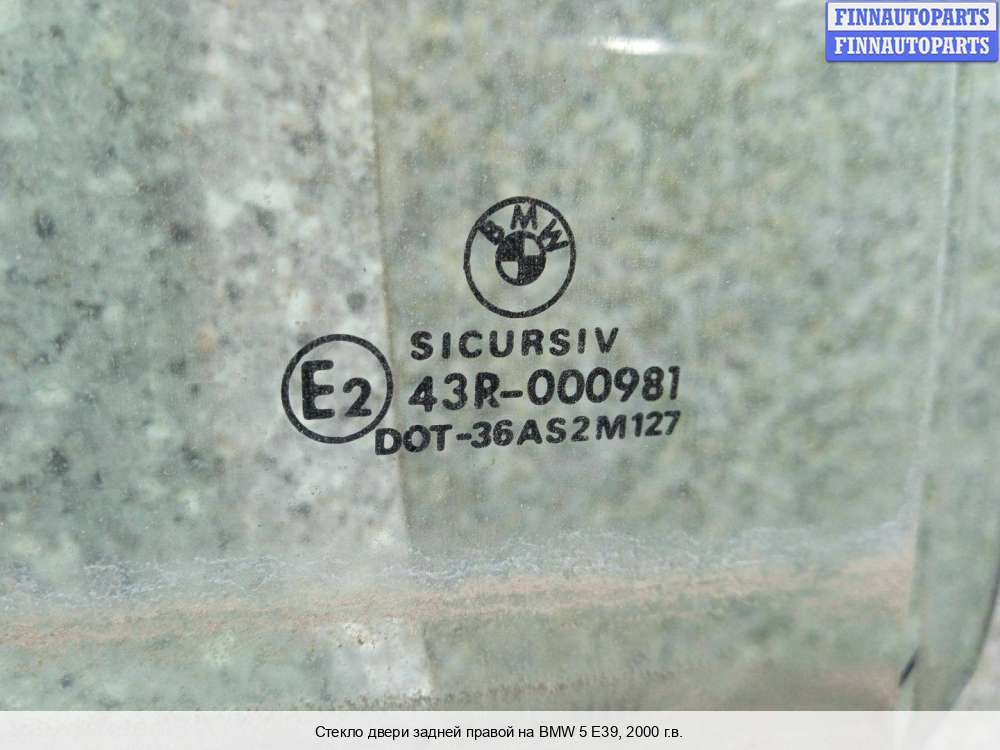 FINNAUTOPARTS
FINNAUTOPARTS
BMW
SICURSIV
E2
43R-000981
DOT-36AS2M127
Стекло двери задней правой на BMW 5 E39, 2000 г.в.